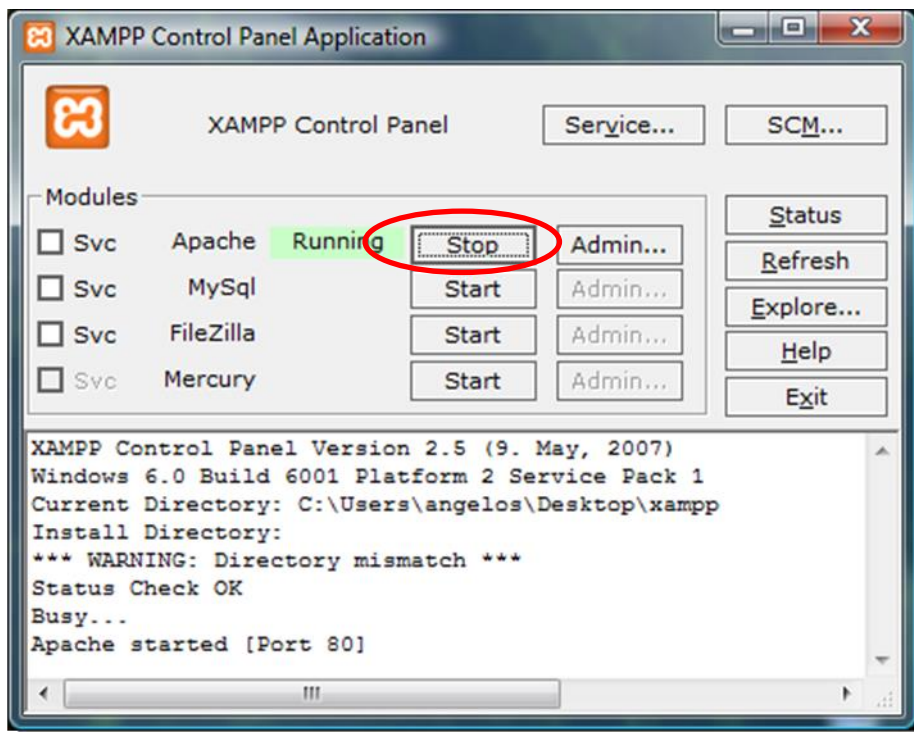 XAMPP Control Panel Application
XAMPP Control Panel Service... SCM...
Modules
Svc Apache Running Stop Admin...
Svc MySql Start Admin...
Svc FileZilla Start Admin...
Svc Mercury Start Admin...
Status
Refresh
Explore...
Help
Exit
XAMPP Control Panel Version 2.5 (9. May, 2007)
Windows 6.0 Build 6001 Platform 2 Service Pack 1
Current Directory: C:\Users\angelos\Desktop\xampp
Install Directory:
*** WARNING: Directory mismatch ***
Status Check OK
Busy...
Apache started [Port 80]